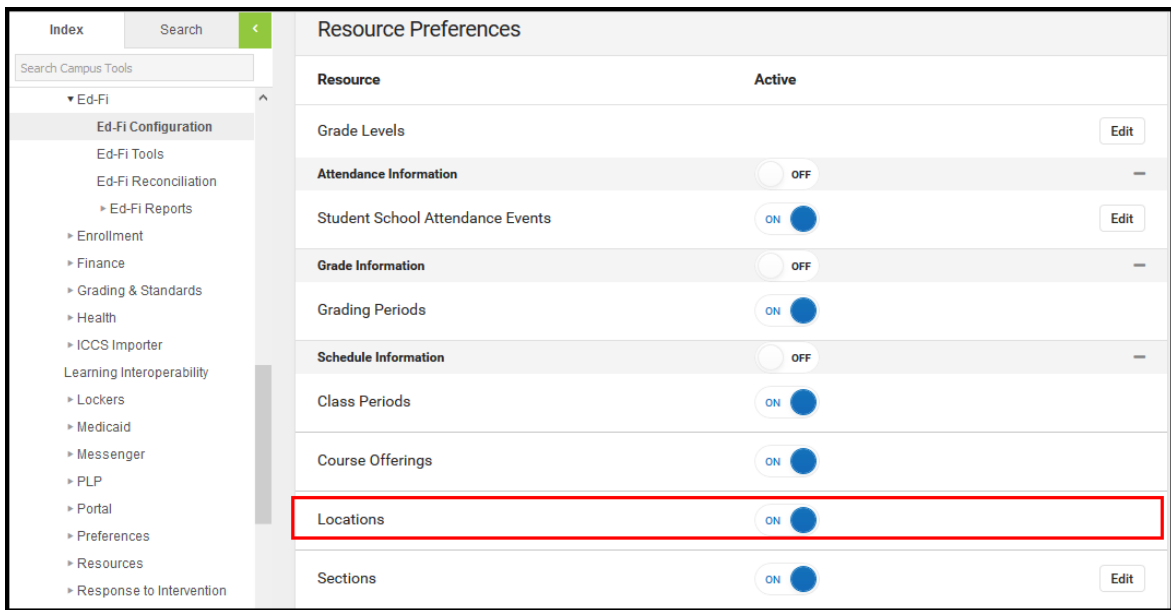 Index
Search
Search Campus Tools
Ed-Fi
Ed-Fi Configuration
Ed-Fi Tools
Ed-Fi Reconciliation
Ed-Fi Reports
Enrollment
Finance
Grading & Standards
Health
ICCS Importer
Learning Interoperability
Lockers
Medicaid
Messenger
PLP
Portal
Preferences
Resources
Response to Intervention
Resource Preferences
Resource Active
Grade Levels Edit
Attendance Information OFF
Student School Attendance Events ON Edit
Grade Information OFF
Grading Periods ON
Schedule Information OFF
Class Periods ON
Course Offerings ON
Locations ON
Sections ON Edit